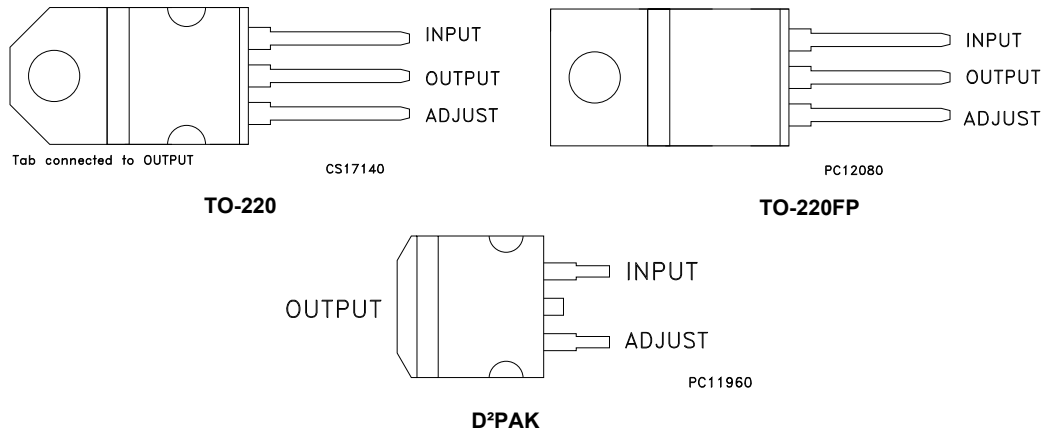 INPUT
OUTPUT
ADJUST
Tab connected to OUTPUT
CS17140
TO-220
INPUT
OUTPUT
ADJUST
PC12080
TO-220FP
OUTPUT
INPUT
ADJUST
PC11960
D²PAK